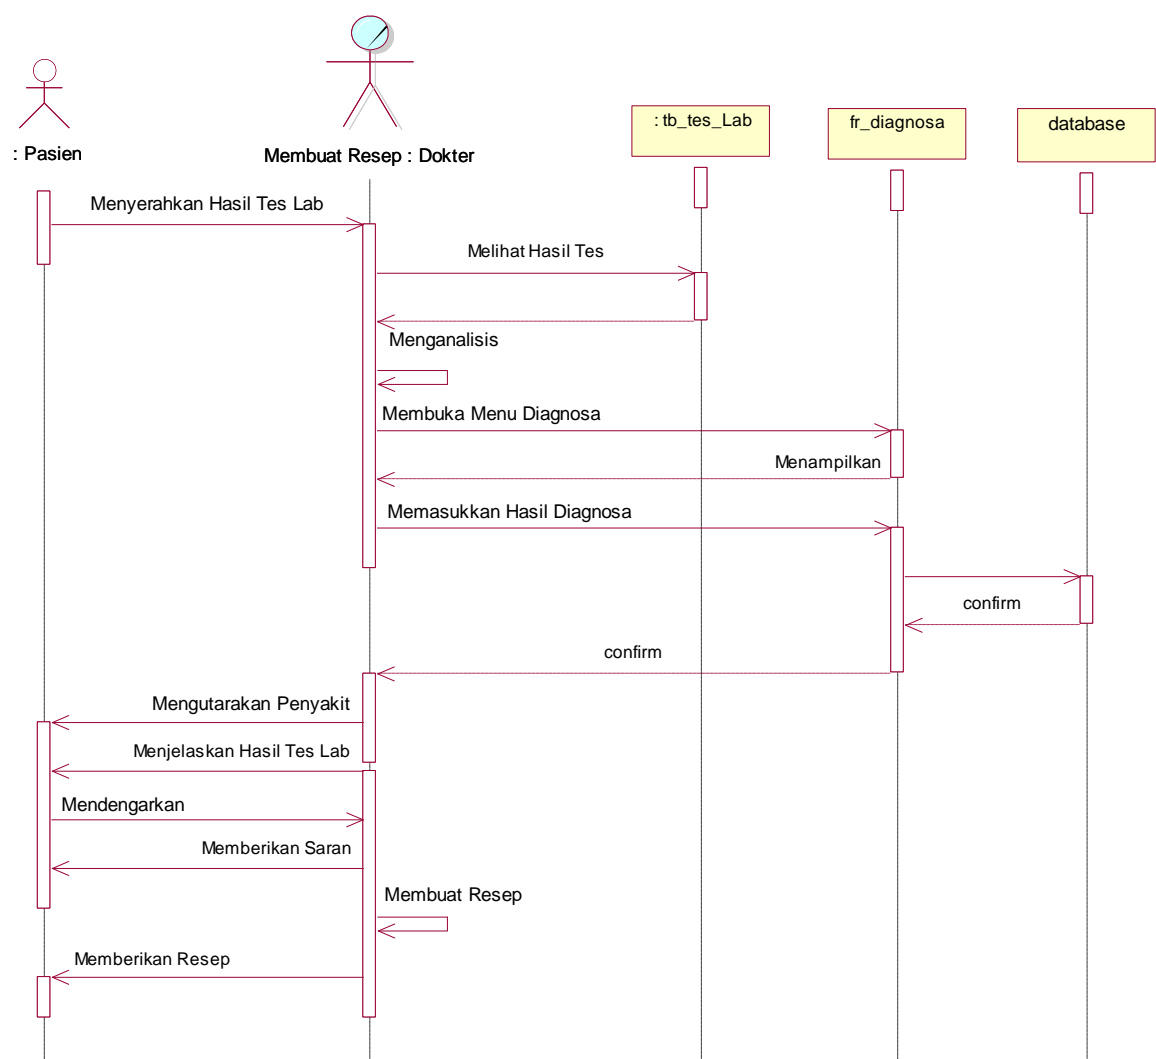 : Pasien
Membuat Resep : Dokter
: tb_tes_Lab
fr_diagnosa
database
Menyerahkan Hasil Tes Lab
Melihat Hasil Tes
Menganalisis
Membuka Menu Diagnosa
Menampilkan
Memasukkan Hasil Diagnosa
confirm
confirm
Mengutarakan Penyakit
Menjelaskan Hasil Tes Lab
Mendengarkan
Memberikan Saran
Membuat Resep
Memberikan Resep